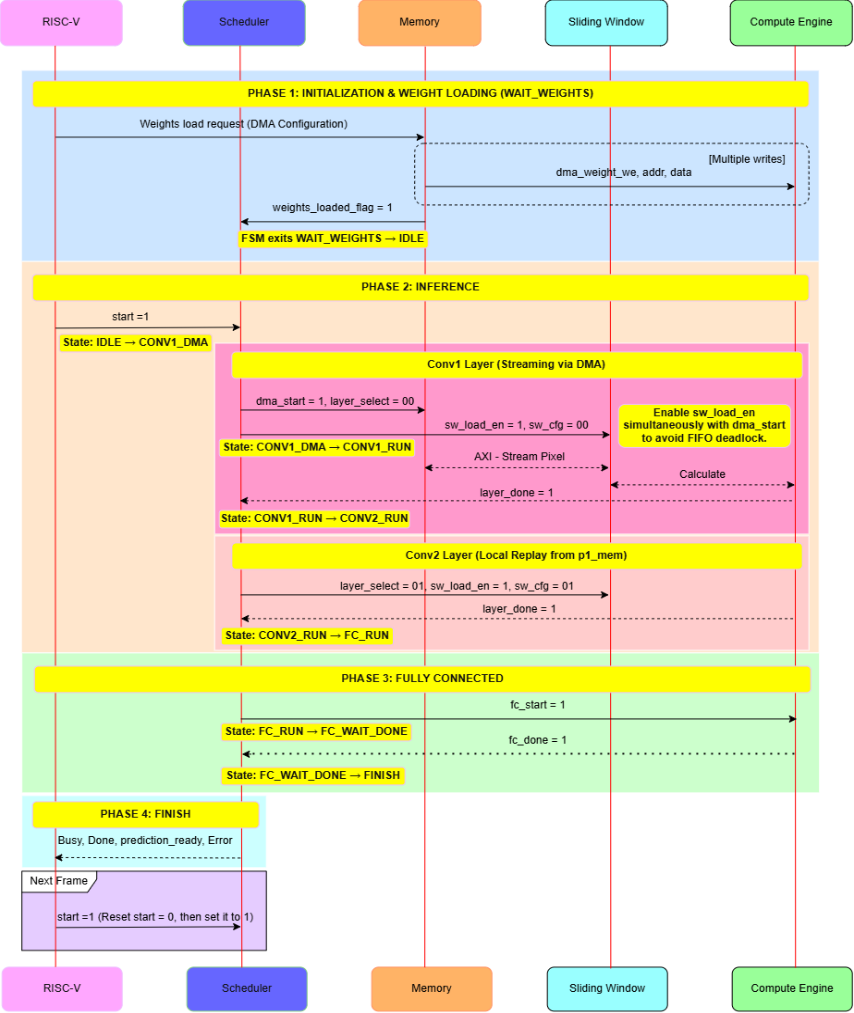 RISC-V
Scheduler
Memory
Sliding Window
Compute Engine
PHASE 1: INITIALIZATION & WEIGHT LOADING (WAIT_WEIGHTS)
Weights load request (DMA Configuration)
[Multiple writes]
dma_weight_we, addr, data
weights_loaded_flag = 1
FSM exits WAIT_WEIGHTS → IDLE
PHASE 2: INFERENCE
start =1
State: IDLE → CONV1_DMA
Conv1 Layer (Streaming via DMA)
dma_start = 1, layer_select = 00
sw_load_en = 1, sw_cfg = 00
Enable sw_load_en
simultaneously with dma_start
to avoid FIFO deadlock.
State: CONV1_DMA → CONV1_RUN
AXI - Stream Pixel
Calculate
layer_done = 1
State: CONV1_RUN → CONV2_RUN
Conv2 Layer (Local Replay from p1_mem)
layer_select = 01, sw_load_en = 1, sw_cfg = 01
layer_done = 1
State: CONV2_RUN → FC_RUN
PHASE 3: FULLY CONNECTED
fc_start = 1
State: FC_RUN → FC_WAIT_DONE
fc_done = 1
State: FC_WAIT_DONE → FINISH
PHASE 4: FINISH
Busy, Done, prediction_ready, Error
Next Frame
start =1 (Reset start = 0, then set it to 1)
RISC-V
Scheduler
Memory
Sliding Window
Compute Engine